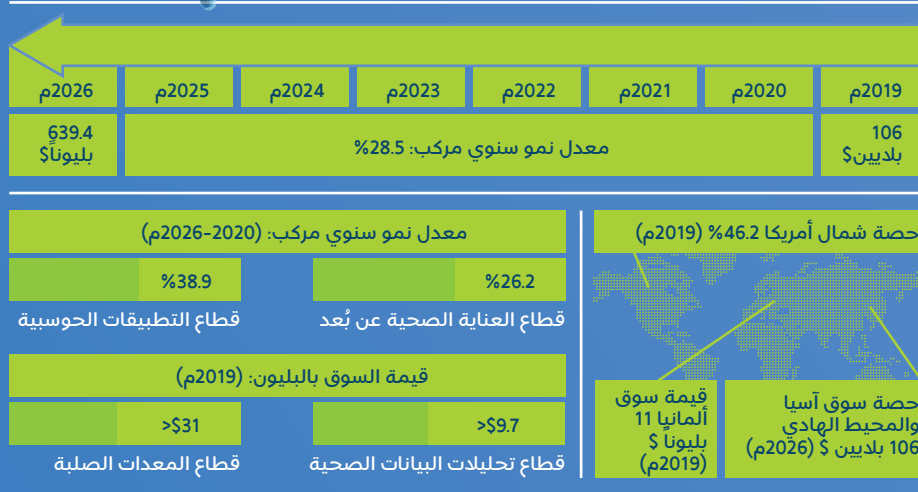 2019م
2020م
2021م
2022م
2023م
2024م
2025م
2026م
106
بلايين$
معدل نمو سنوي مركب: 28.5%
639.4
بليوناً$
حصة شمال أمريكا 46.2% (2019م)
قيمة سوق
ألمانيا 11
بليوناً $
(2019م)
حصة سوق آسيا
والمحيط الهادي
106 بلايين $ (2026م)
معدل نمو سنوي مركب: (2020-2026م)
%26.2
قطاع العناية الصحية عن بُعد
%38.9
قطاع التطبيقات الحوسبية
قيمة السوق بالبليون: (2019م)
>$9.7
قطاع تحليلات البيانات الصحية
<$31
قطاع المعدات الصلبة